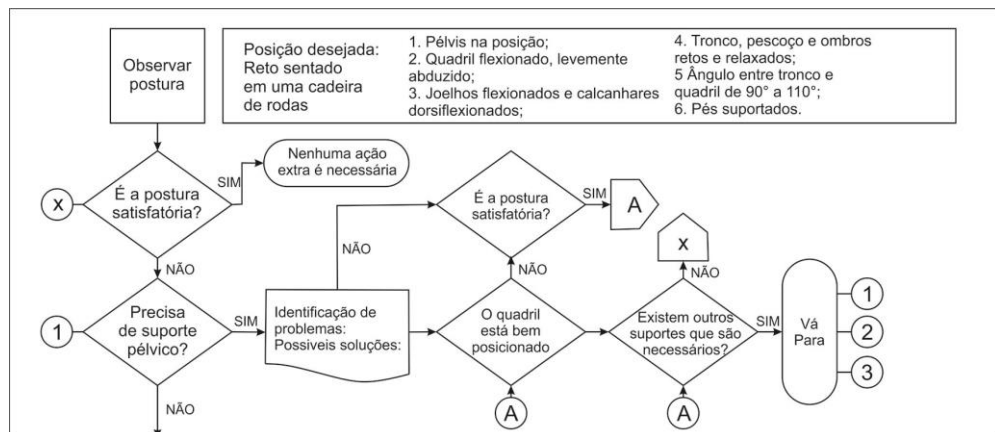 Observar
postura
Posição desejada:
Reto sentado
em uma cadeira
de rodas
1. Pélvis na posição;
2. Quadril flexionado, levemente
abduzido;
3. Joelhos flexionados e calcanhares
dorsiflexionados;
4. Tronco, pescoço e ombros
retos e relaxados;
5 Ângulo entre tronco e
quadril de 90° a 110°;
6. Pés suportados.
x
É a postura
satisfatória?
SIM
Nenhuma ação
extra é necessária
NÃO
É a postura
satisfatória?
SIM
A
NÃO
x
1
Precisa
de suporte
pélvico?
SIM
NÃO
Identificação de
problemas:
Possiveis soluções:
NÃO
O quadril
está bem
posicionado
A
NÃO
Existem outros
suportes que são
necessários?
A
SIM
Vá
Para
1
2
3